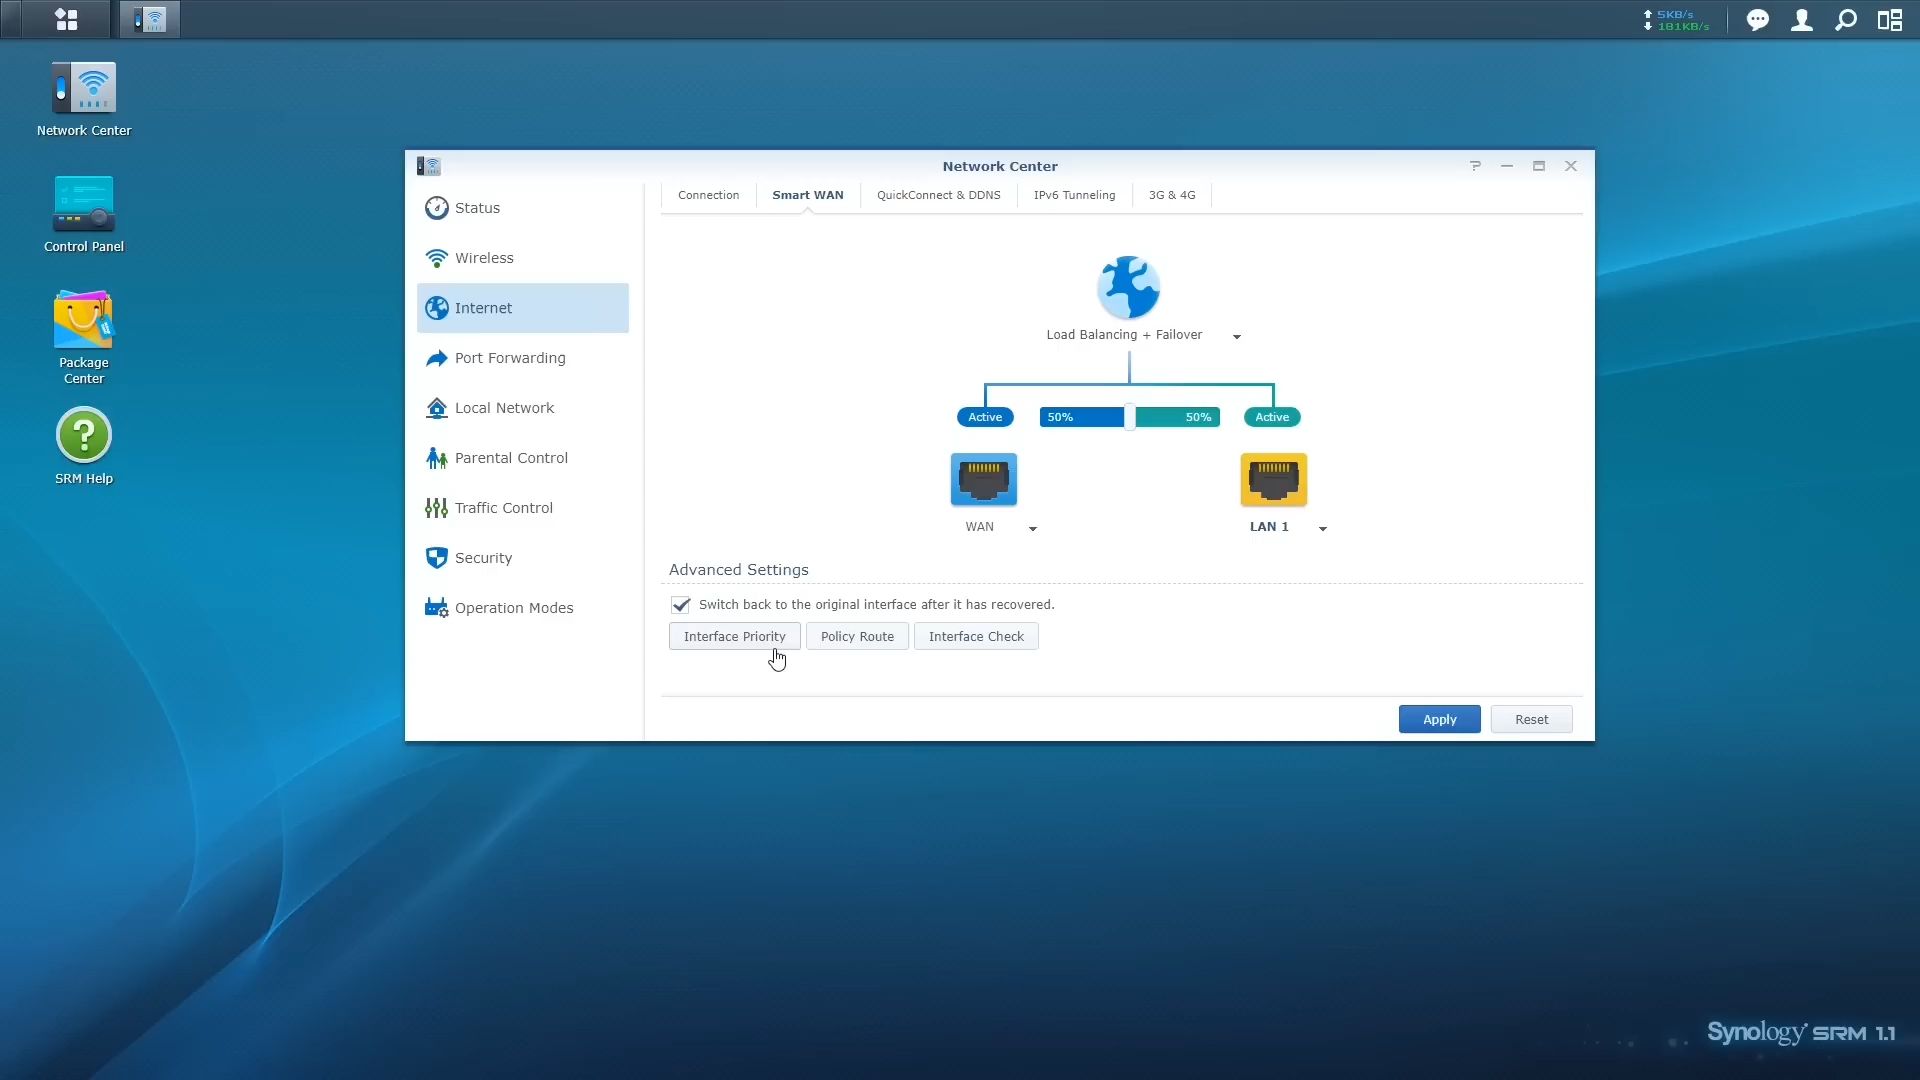 5KB/s
181KB/s
Network Center
Control Panel
Package
Center
SRM Help
Network Center
Status
Wireless
Internet
Port Forwarding
Local Network
Parental Control
Traffic Control
Security
Operation Modes
Connection
Smart WAN
QuickConnect & DDNS
IPv6 Tunneling
3G & 4G
Load Balancing + Failover
Active
50%
50%
Active
WAN
LAN 1
Advanced Settings
Switch back to the original interface after it has recovered.
Interface Priority
Policy Route
Interface Check
Apply
Reset
Synology SRM 1.1